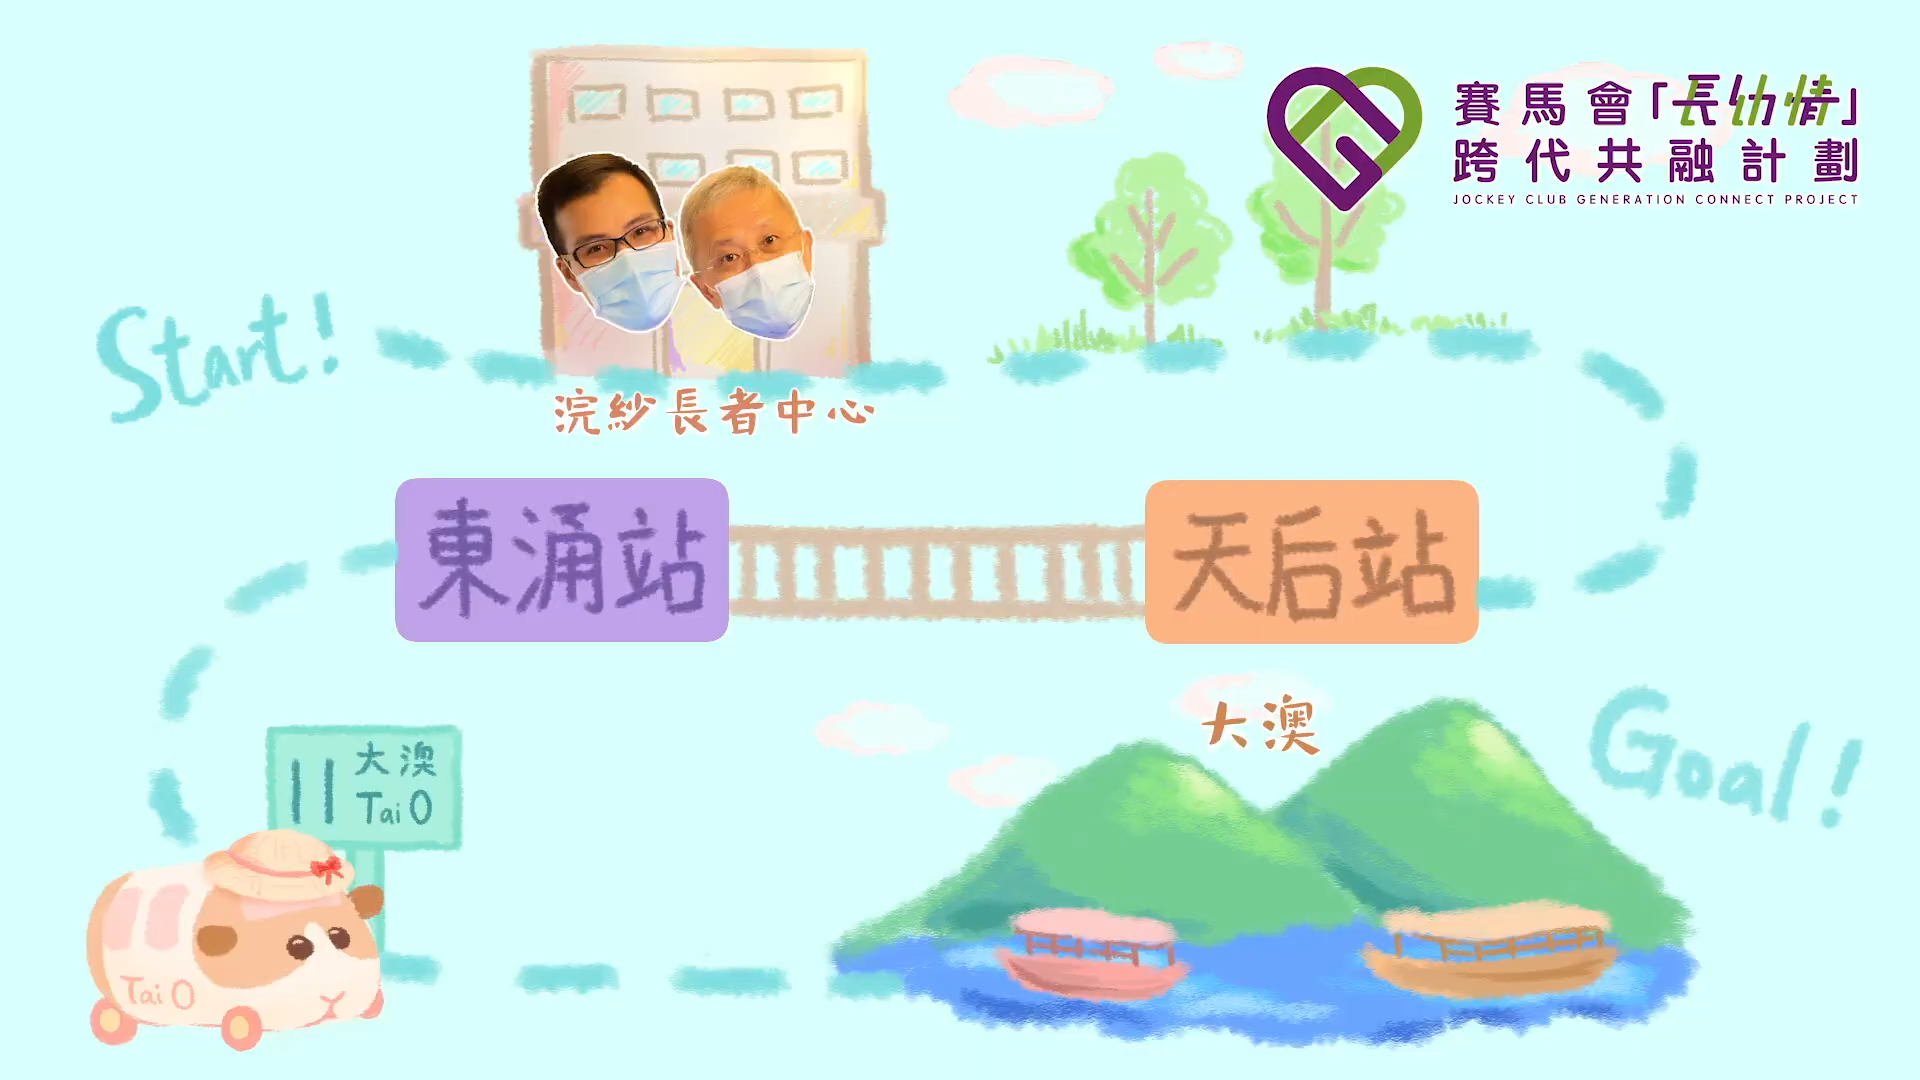 賽馬會「長幼情」
跨代共融計劃
JOCKEY CLUB GENERATION CONNECT PROJECT
Start!
浣紗長者中心
東涌站
天后站
大澳
Goal!
11 大澳
Tai O
Tai O